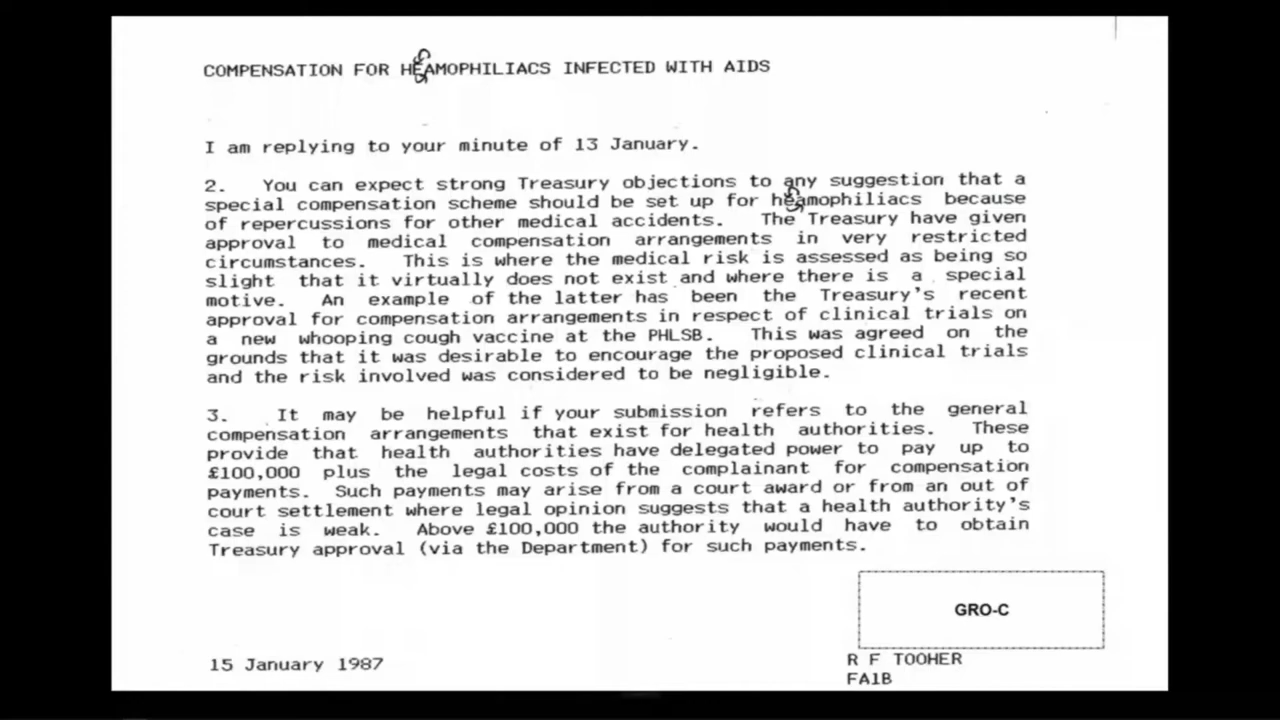 COMPENSATION FOR HEAMOPHILIACS INFECTED WITH AIDS
I am replying to your minute of 13 January.
2. You can expect strong Treasury objections to any suggestion that a
special compensation scheme should be set up for heamophiliacs because
of repercussions for other medical accidents. The Treasury have given
approval to medical compensation arrangements in very restricted
circumstances. This is where the medical risk is assessed as being so
slight that it virtually does not exist and where there is a special
motive. An example of the latter has been the Treasury's recent
approval for compensation arrangements in respect of clinical trials on
a new whooping cough vaccine at the PHLSB. This was agreed on the
grounds that it was desirable to encourage the proposed clinical trials
and the risk involved was considered to be negligible.
3. It may be helpful if your submission refers to the general
compensation arrangements that exist for health authorities. These
provide that health authorities have delegated power to pay up to
£100,000 plus the legal costs of the complainant for compensation
payments. Such payments may arise from a court award or from an out of
court settlement where legal opinion suggests that a health authority's
case is weak. Above £100,000 the authority would have to obtain
Treasury approval (via the Department) for such payments.
GRO-C
15 January 1987
R F TOOHER
FA1B